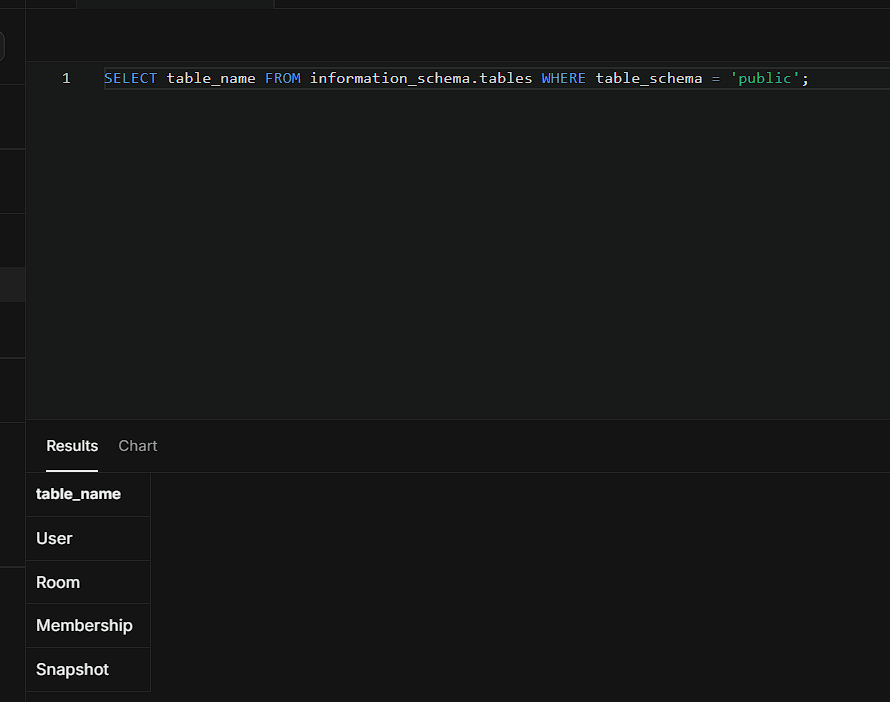 1 SELECT table_name FROM information_schema.tables WHERE table_schema = 'public';
Results Chart
table_name
User
Room
Membership
Snapshot